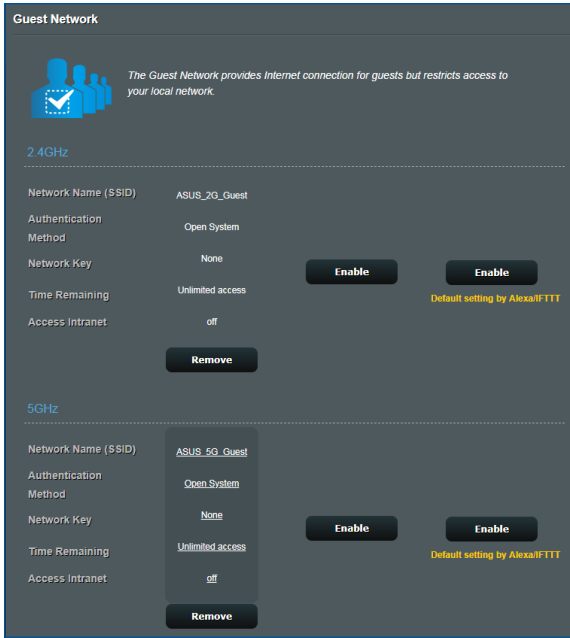 Guest Network
The Guest Network provides Internet connection for guests but restricts access to
your local network.
2.4GHz
Network Name (SSID) ASUS_2G_Guest
Authentication
Method Open System
Network Key None
Enable Enable
Time Remaining Unlimited access
Default setting by Alexa/IFTTT
Access Intranet off
Remove
5GHz
Network Name (SSID) ASUS_5G_Guest
Authentication
Method Open System
Network Key None
Enable Enable
Time Remaining Unlimited access
Default setting by Alexa/IFTTT
Access Intranet off
Remove